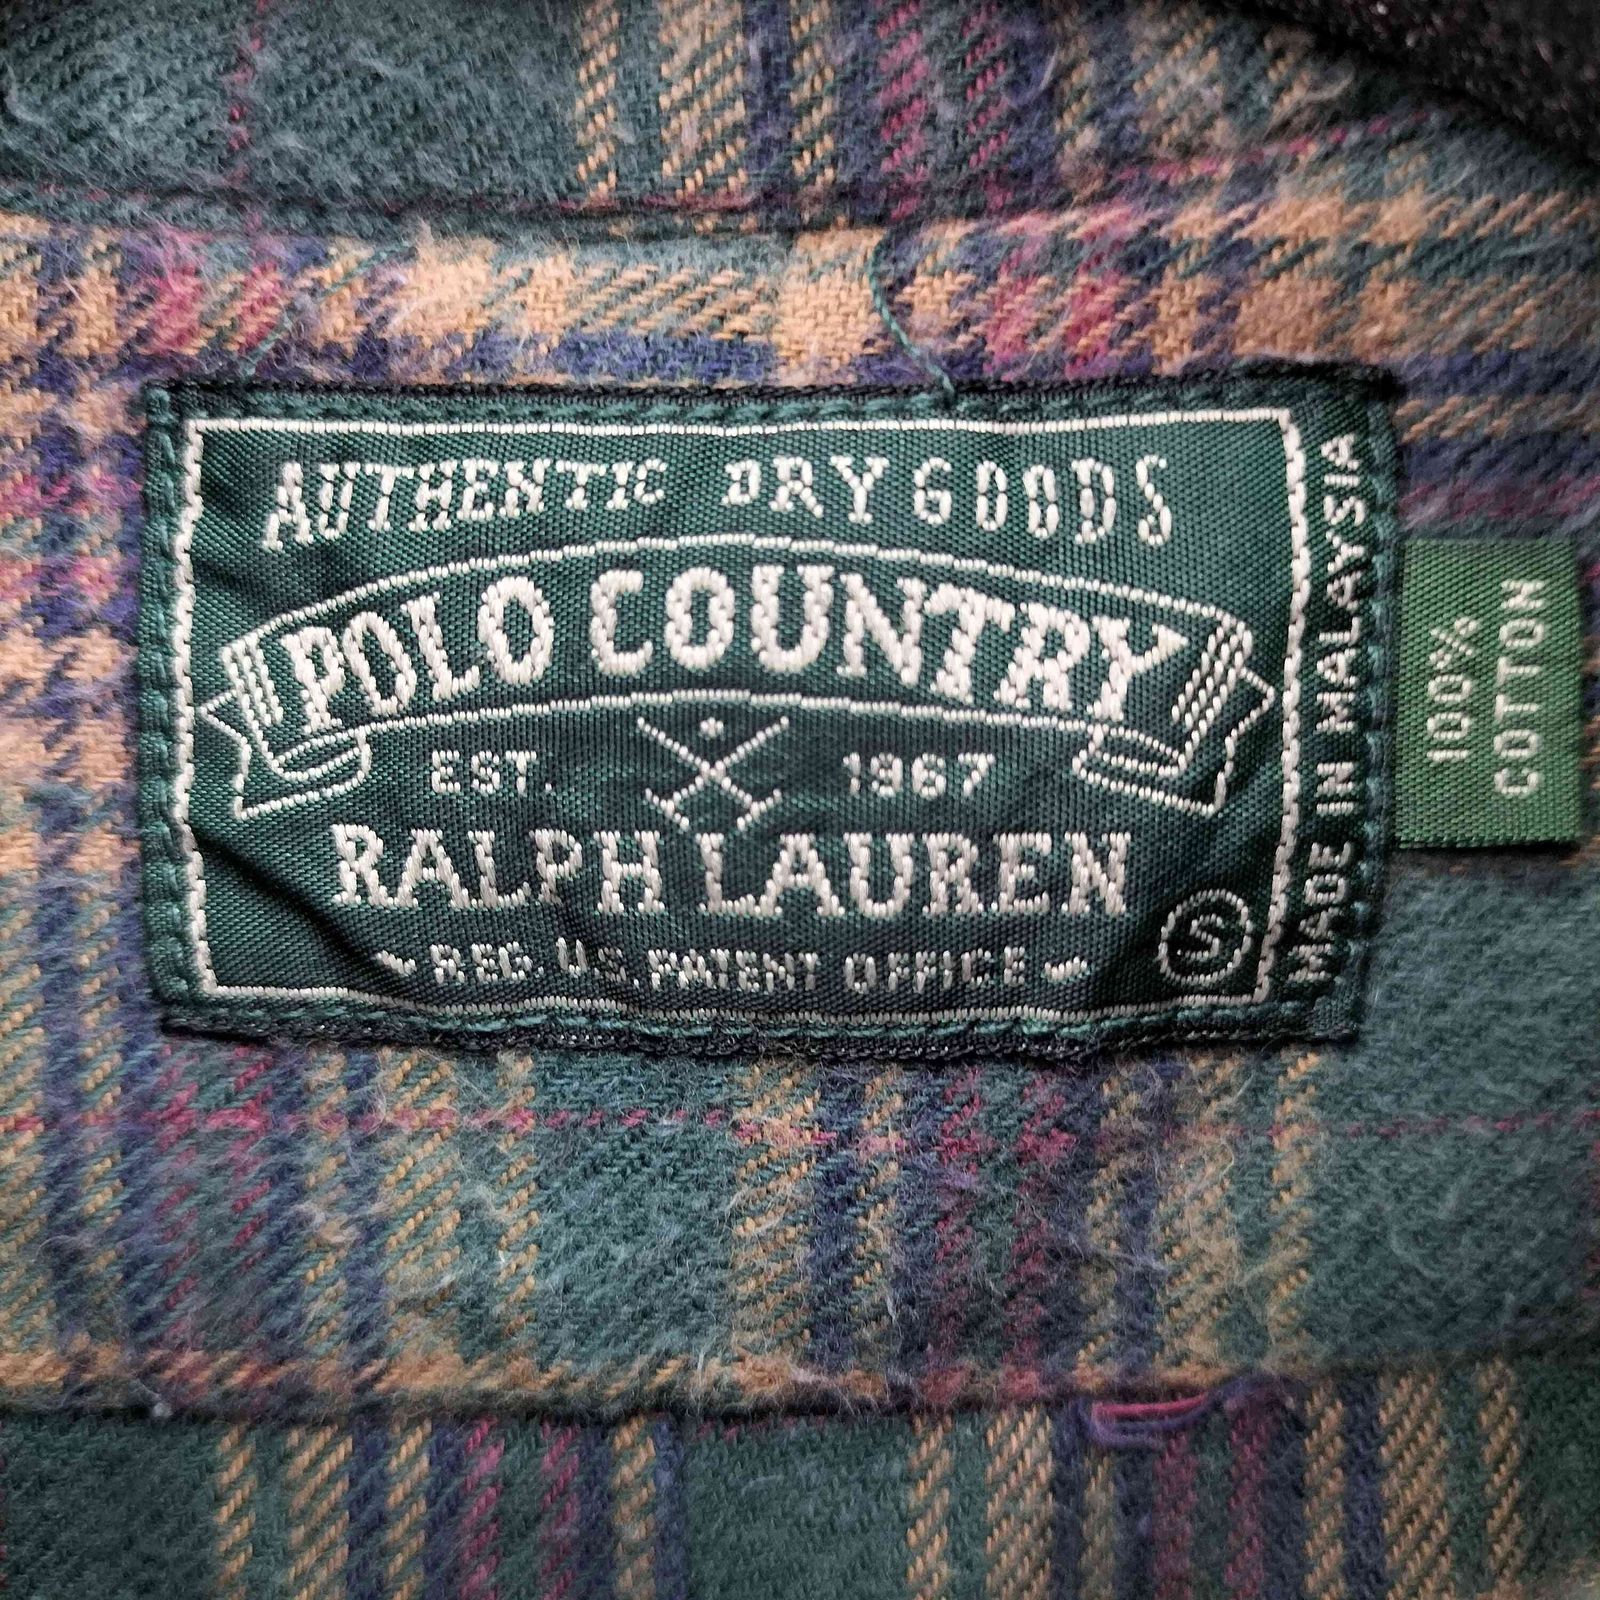 AUTHENTIC DRY GOODS
POLO COUNTRY
EST. 1967
RALPH LAUREN
REG. U.S. PATENT OFFICE
S
MADE IN MALAYSIA
100%
COTTON